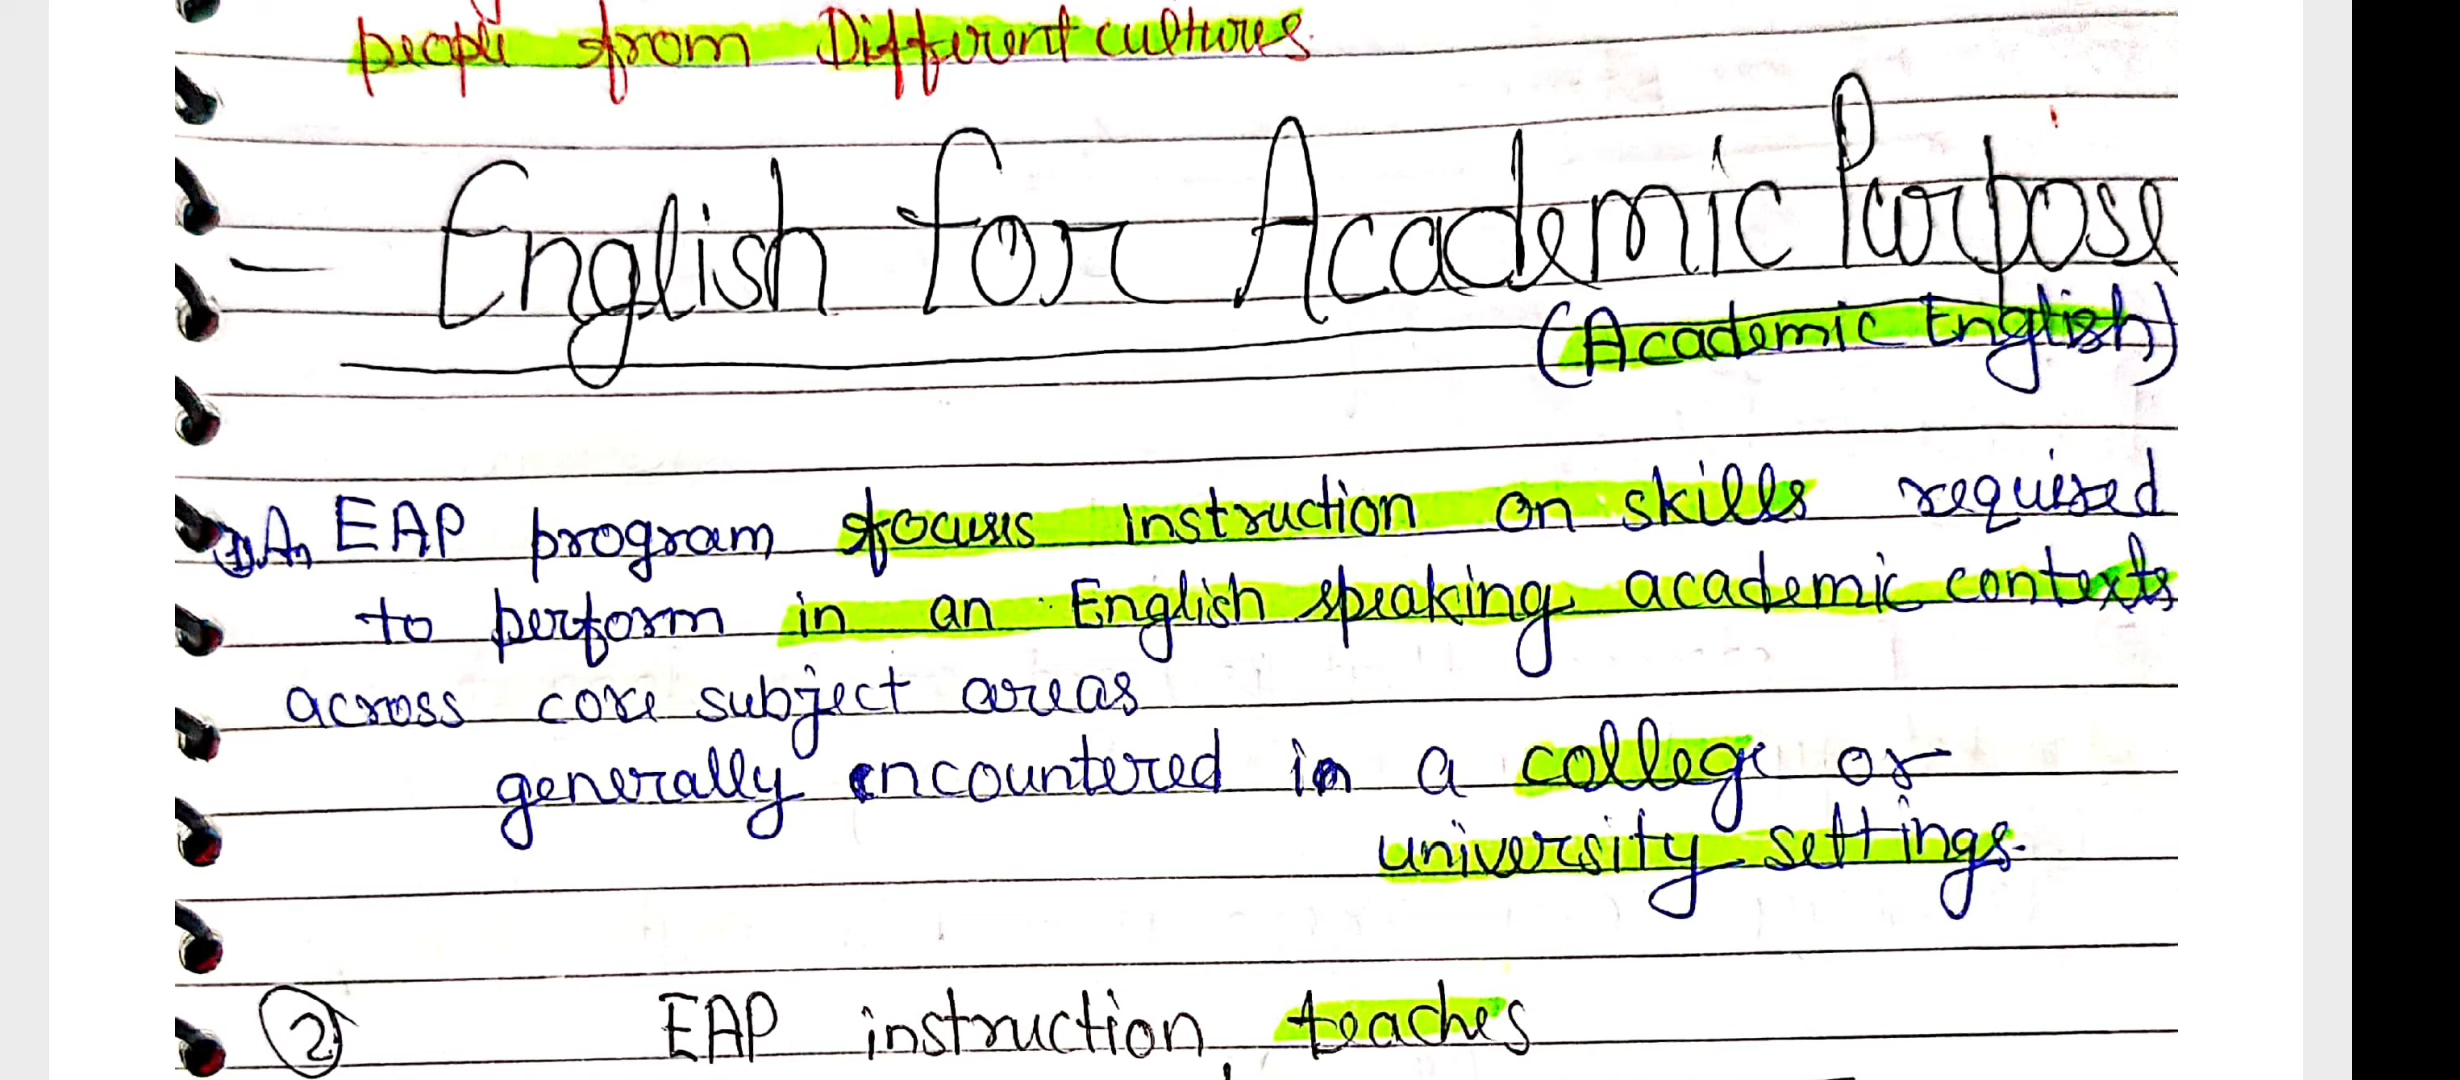 people from Different cultures.
- English for Academic Purpose
(Academic English)
① An EAP program focuses instruction on skills required
to perform in an English speaking academic contexts
across core subject areas
generally encountered in a college or
university settings.
② EAP instruction teaches